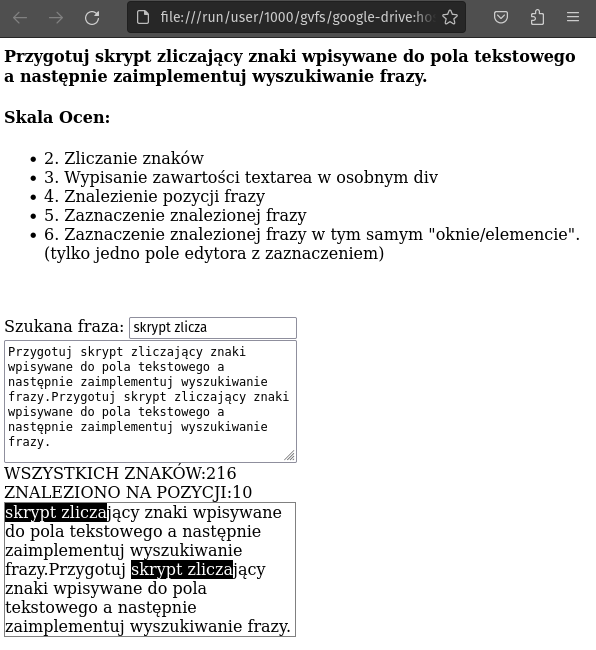 file:///run/user/1000/gvfs/google-drive:ho
Przygotuj skrypt zliczający znaki wpisywane do pola tekstowego
a następnie zaimplementuj wyszukiwanie frazy.
Skala Ocen:
• 2. Zliczanie znaków
• 3. Wypisanie zawartości textarea w osobnym div
• 4. Znalezienie pozycji frazy
• 5. Zaznaczenie znalezionej frazy
• 6. Zaznaczenie znalezionej frazy w tym samym "oknie/elemencie".
(tylko jedno pole edytora z zaznaczeniem)
Szukana fraza: skrypt zlicza
Przygotuj skrypt zliczający znaki
wpisywane do pola tekstowego a
następnie zaimplementuj wyszukiwanie
frazy.Przygotuj skrypt zliczający znaki
wpisywane do pola tekstowego a
następnie zaimplementuj wyszukiwanie
frazy.
WSZYSTKICH ZNAKÓW:216
ZNALEZIONO NA POZYCJI:10
skrypt zliczający znaki wpisywane
do pola tekstowego a następnie
zaimplementuj wyszukiwanie
frazy.Przygotuj skrypt zliczający
znaki wpisywane do pola
tekstowego a następnie
zaimplementuj wyszukiwanie frazy.